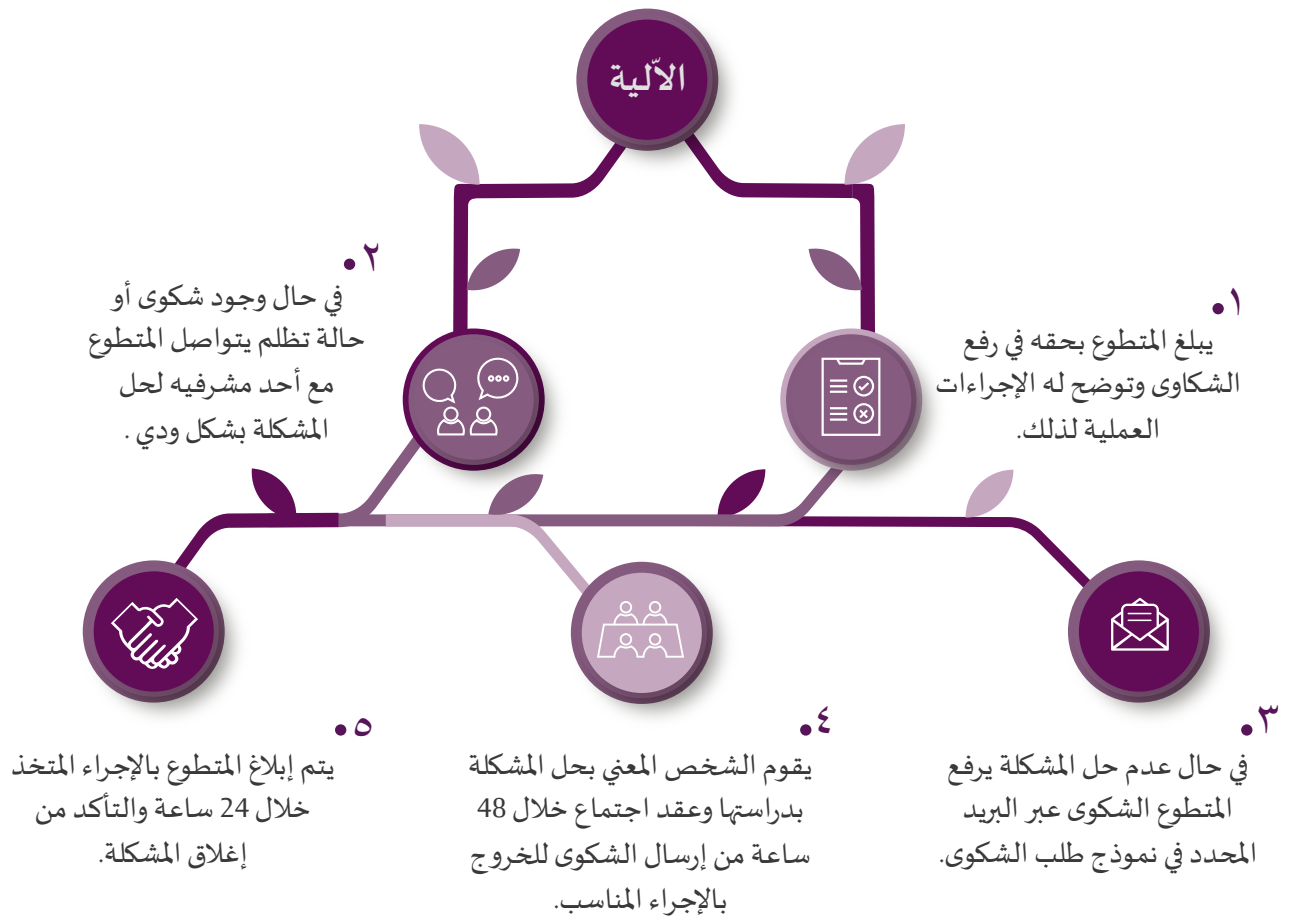 الآلية
١.
يبلغ المتطوع بحقه في رفع
الشكاوى وتوضح له الإجراءات
العملية لذلك.
٢.
في حال وجود شكوى أو
حالة تظلم يتواصل المتطوع
مع أحد مشرفيه لحل
المشكلة بشكل ودي .
٣.
في حال عدم حل المشكلة يرفع
المتطوع الشكوى عبر البريد
المحدد في نموذج طلب الشكوى.
٤.
يقوم الشخص المعني بحل المشكلة
بدراستها وعقد اجتماع خلال 48
ساعة من إرسال الشكوى للخروج
بالإجراء المناسب.
٥.
يتم إبلاغ المتطوع بالإجراء المتخذ
خلال 24 ساعة والتأكد من
إغلاق المشكلة.